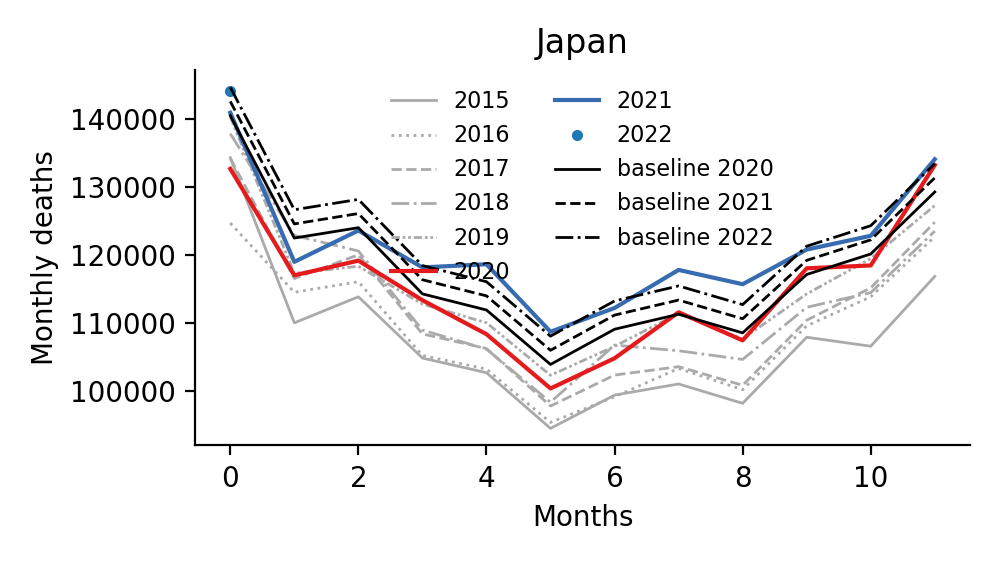 Japan
Monthly deaths
140000
130000
120000
110000
100000
2015
2016
2017
2018
2019
2020
2021
2022
baseline 2020
baseline 2021
baseline 2022
0 2 4 6 8 10
Months